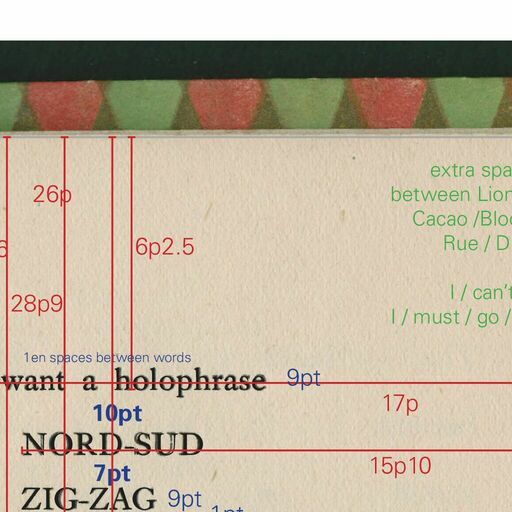 extra spa
between Lion
26p
Cacao /Bloo
6p2.5
Rue / D
6
28p9
I / can't
I / must / go /
1en spaces between words
want a holophrase 9pt
17p
10pt
NORD-SUD
15p10
7pt
ZIG-ZAG 9pt
1pt